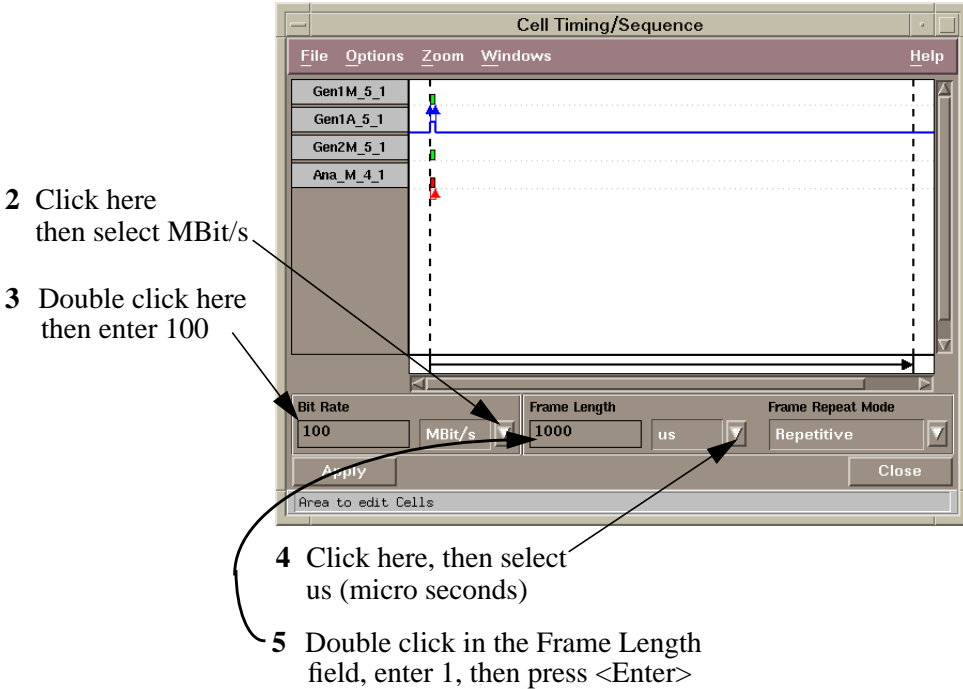 Cell Timing/Sequence
File Options Zoom Windows Help
Gen1M_5_1
Gen1A_5_1
Gen2M_5_1
Ana_M_4_1
2 Click here
then select MBit/s
3 Double click here
then enter 100
Bit Rate Frame Length Frame Repeat Mode
100 MBit/s 1000 us Repetitive
Apply Close
Area to edit Cells
4 Click here, then select
us (micro seconds)
5 Double click in the Frame Length
field, enter 1, then press <Enter>